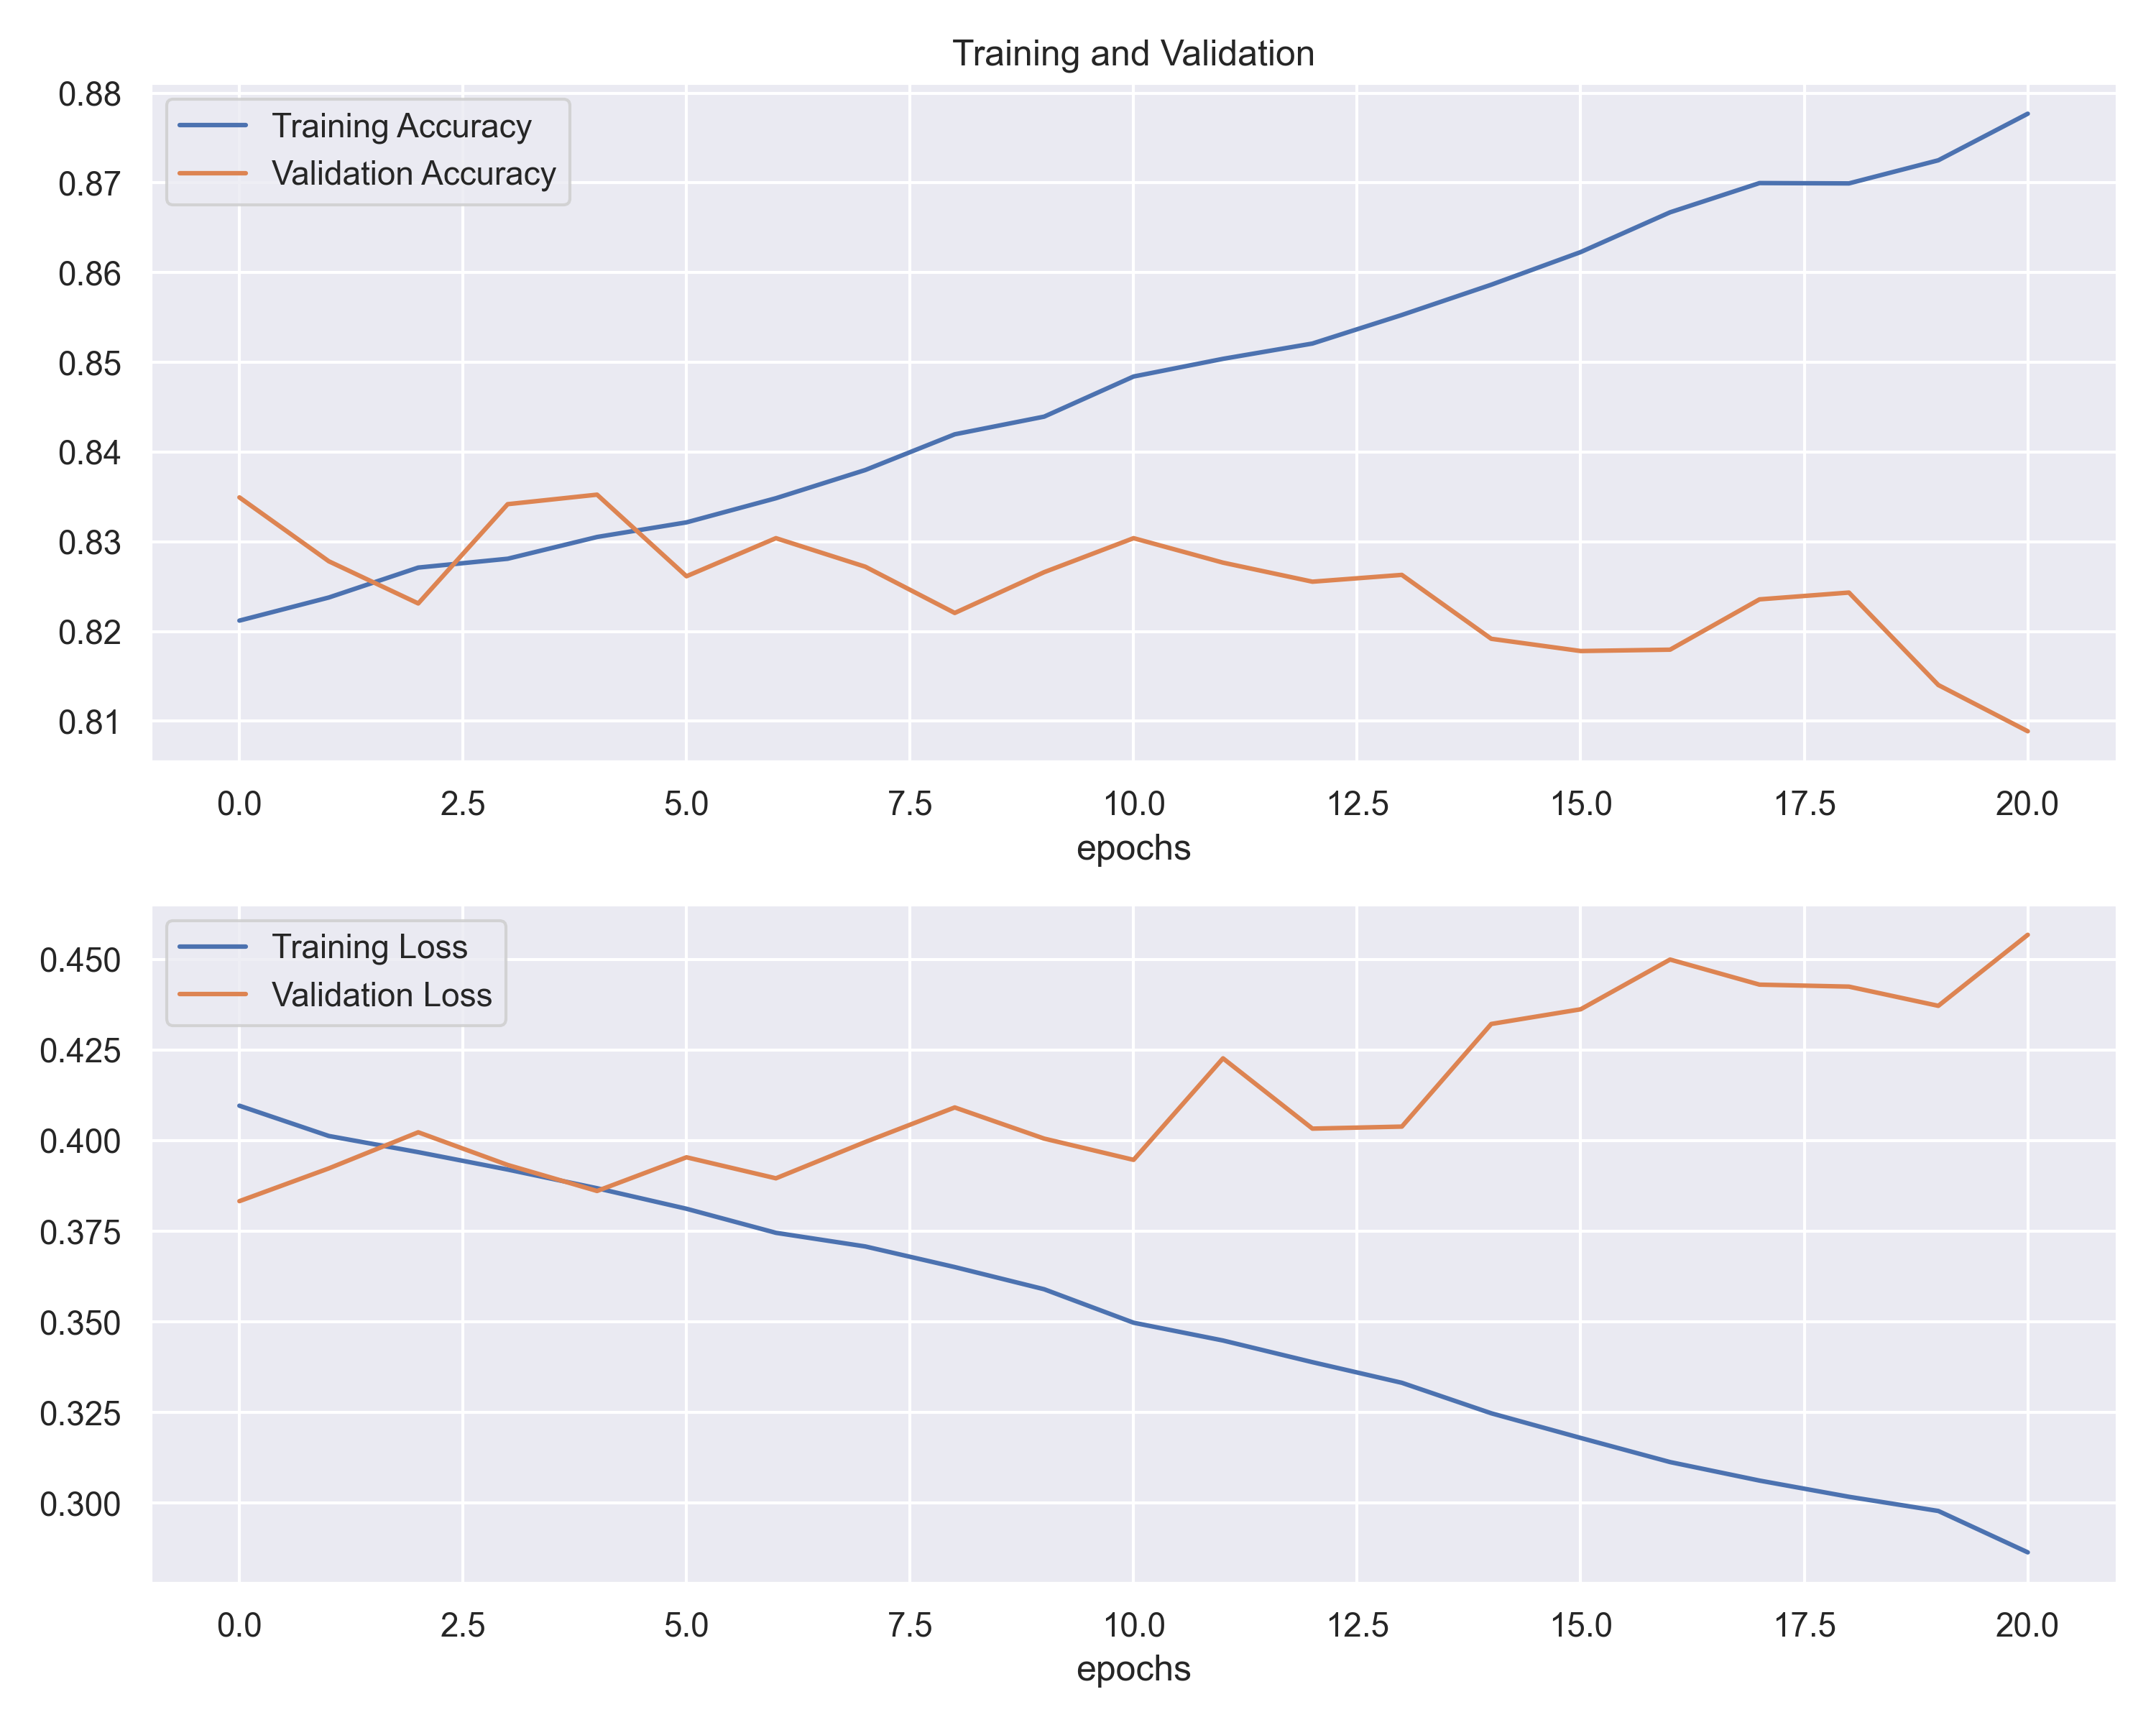 Training and Validation
0.88
0.87
0.86
0.85
0.84
0.83
0.82
0.81
Training Accuracy
Validation Accuracy
0.0 2.5 5.0 7.5 10.0 12.5 15.0 17.5 20.0
epochs
0.450
0.425
0.400
0.375
0.350
0.325
0.300
Training Loss
Validation Loss
0.0 2.5 5.0 7.5 10.0 12.5 15.0 17.5 20.0
epochs